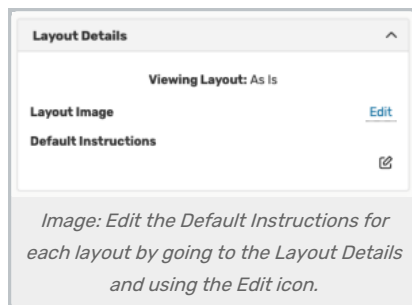 Layout Details
Viewing Layout: As Is
Layout Image Edit
Default Instructions
Image: Edit the Default Instructions for
each layout by going to the Layout Details
and using the Edit icon.